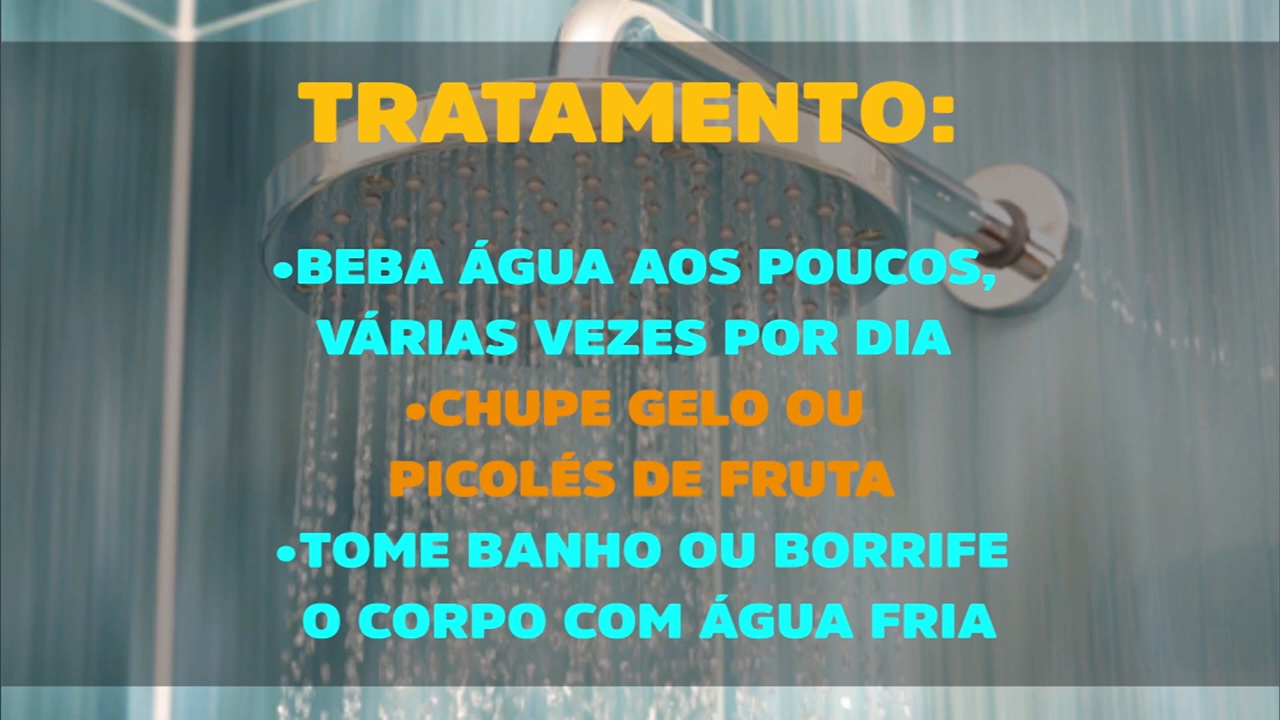 TRATAMENTO:
•BEBA ÁGUA AOS POUCOS,
VÁRIAS VEZES POR DIA
•CHUPE GELO OU
PICOLÉS DE FRUTA
•TOME BANHO OU BORRIFE
O CORPO COM ÁGUA FRIA